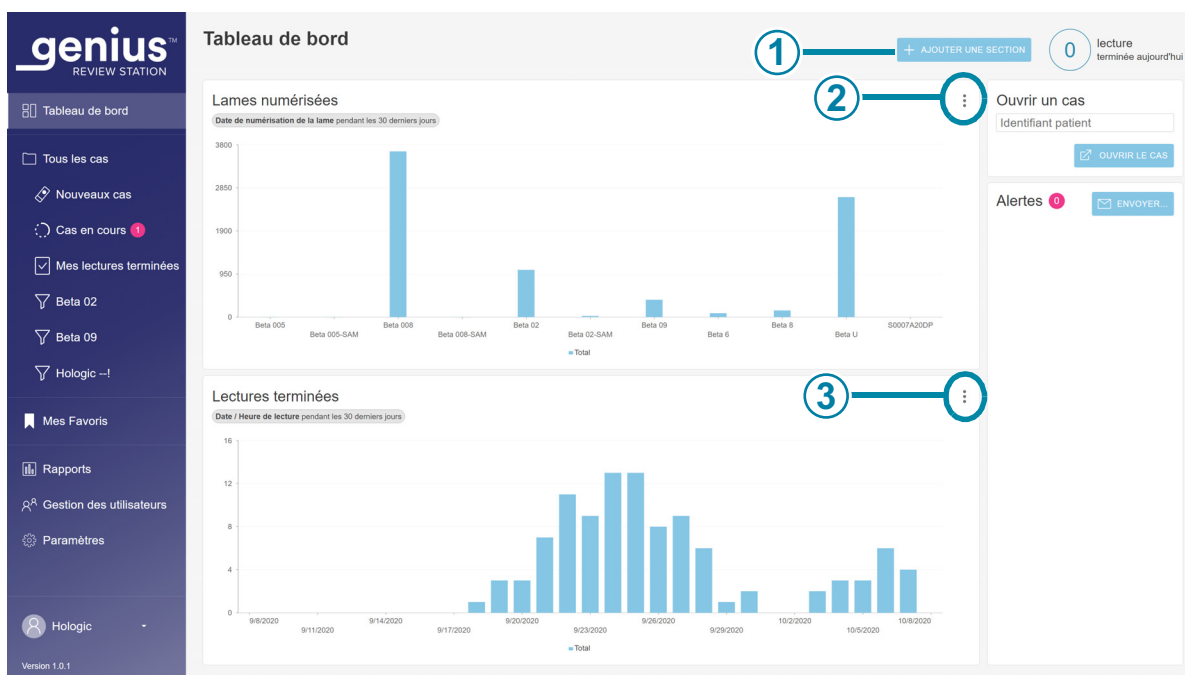 genius™
REVIEW STATION
Tableau de bord
Tous les cas
Nouveaux cas
Cas en cours 1
Mes lectures terminées
Beta 02
Beta 09
Hologic --!
Mes Favoris
Rapports
Gestion des utilisateurs
Paramètres
Hologic
Version 1.0.1
Tableau de bord
1
+ AJOUTER UNE SECTION
0
lecture
terminée aujourd'hui
Lames numérisées
2
Date de numérisation de la lame pendant les 30 derniers jours
3800
2850
1900
950
0
Beta 005
Beta 005-SAM
Beta 008
Beta 008-SAM
Beta 02
Beta 02-SAM
Beta 09
Beta 6
Beta 8
Beta U
S0007A20DP
Total
Lectures terminées
3
Date / Heure de lecture pendant les 30 derniers jours
16
12
8
4
0
9/8/2020
9/11/2020
9/14/2020
9/17/2020
9/20/2020
9/23/2020
9/26/2020
9/29/2020
10/2/2020
10/5/2020
10/8/2020
Total
Ouvrir un cas
Identifiant patient
OUVRIR LE CAS
Alertes 0
ENVOYER...